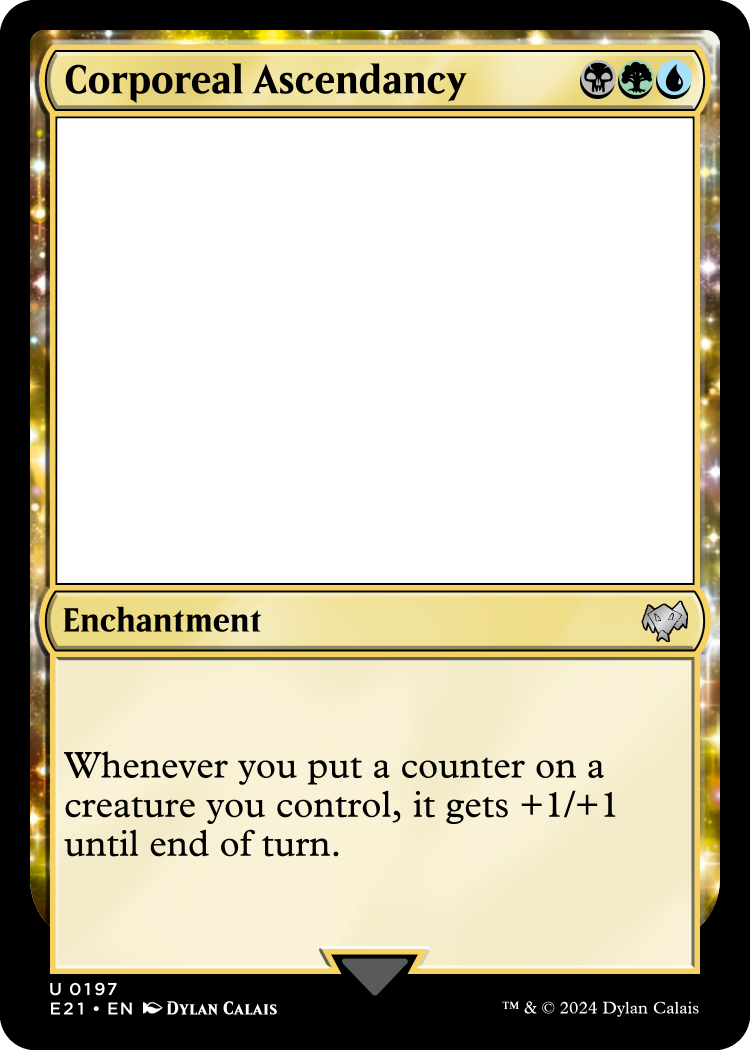 Corporeal Ascendancy
Enchantment
Whenever you put a counter on a
creature you control, it gets +1/+1
until end of turn.
U 0197
E21 • EN Dylan Calais
™ & © 2024 Dylan Calais